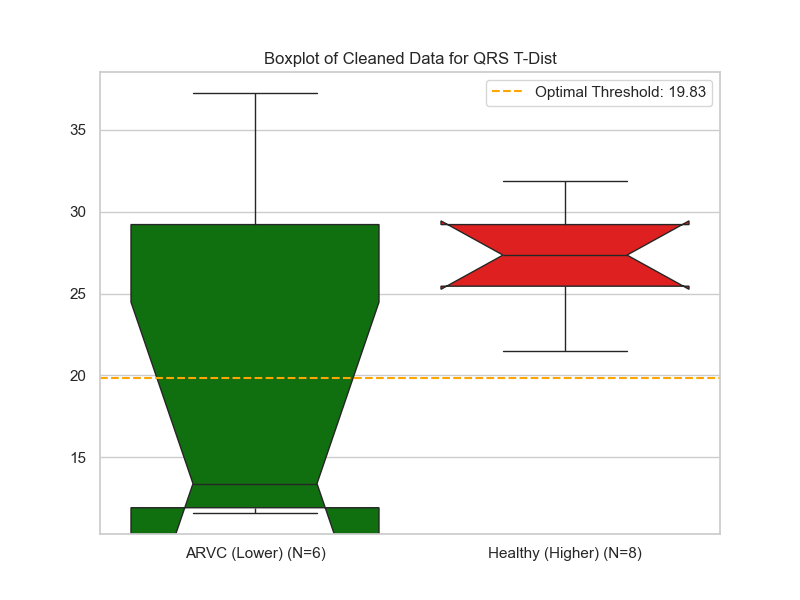 Boxplot of Cleaned Data for QRS T-Dist
Optimal Threshold: 19.83
35
30
25
20
15
ARVC (Lower) (N=6)
Healthy (Higher) (N=8)